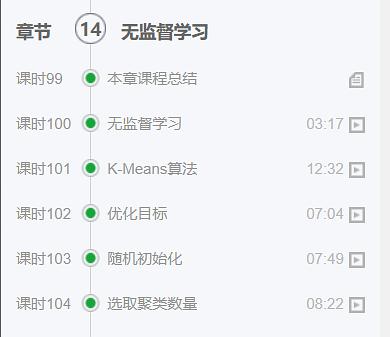 章节 14 无监督学习
课时99 本章课程总结
课时100 无监督学习 03:17
课时101 K-Means算法 12:32
课时102 优化目标 07:04
课时103 随机初始化 07:49
课时104 选取聚类数量 08:22